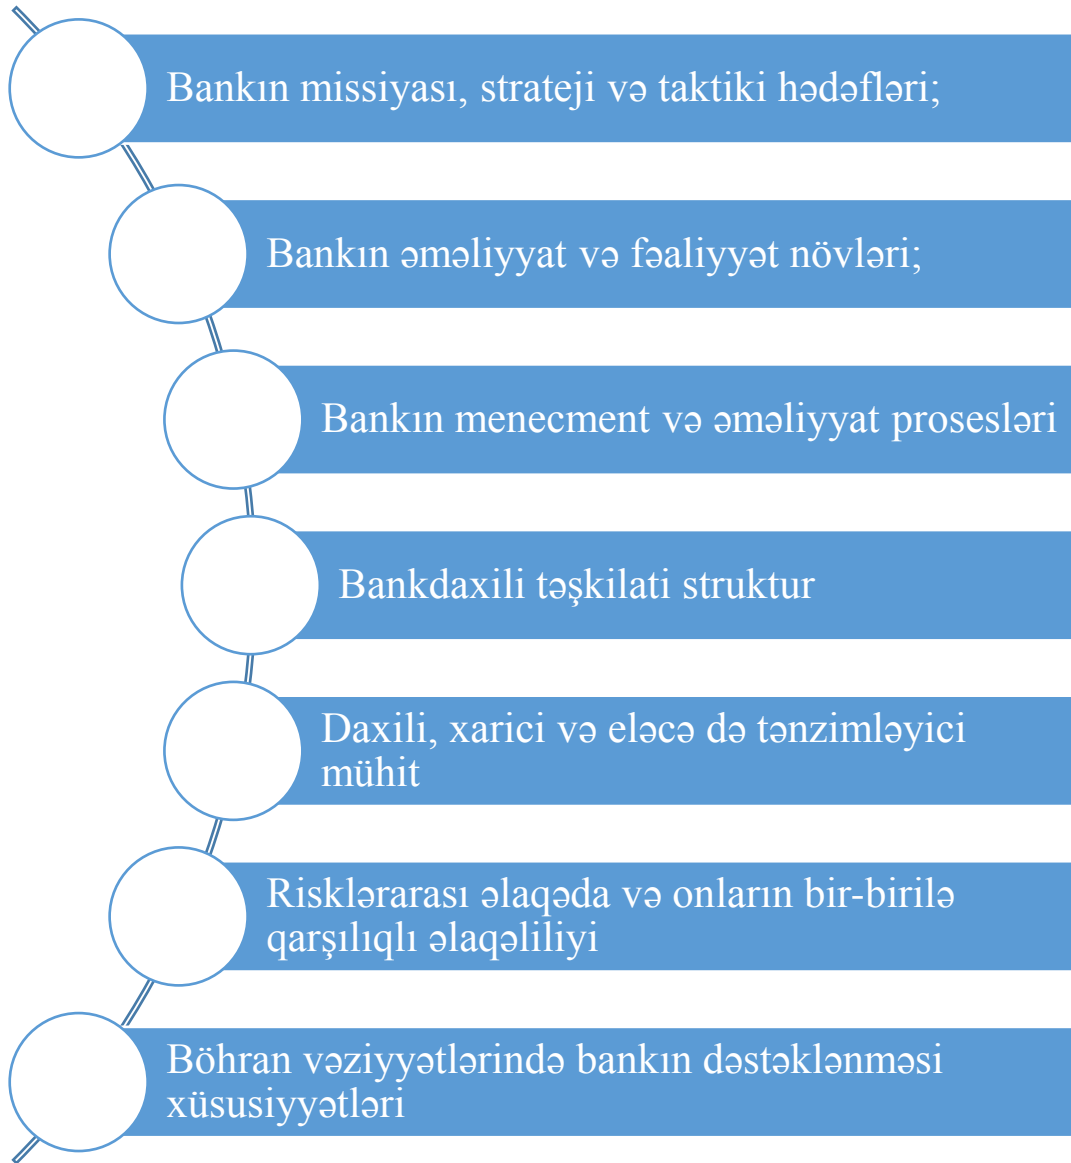 Bankın missiyası, strateji və taktiki hədəfləri;
Bankın əməliyyat və fəaliyyət növləri;
Bankın menecment və əməliyyat prosesləri
Bankdaxili təşkilati struktur
Daxili, xarici və eləcə də tənzimləyici
mühit
Risklərarası əlaqəda və onların bir-birilə
qarşılıqlı əlaqəliliyi
Böhran vəziyyətlərində bankın dəstəklənməsi
xüsusiyyətləri